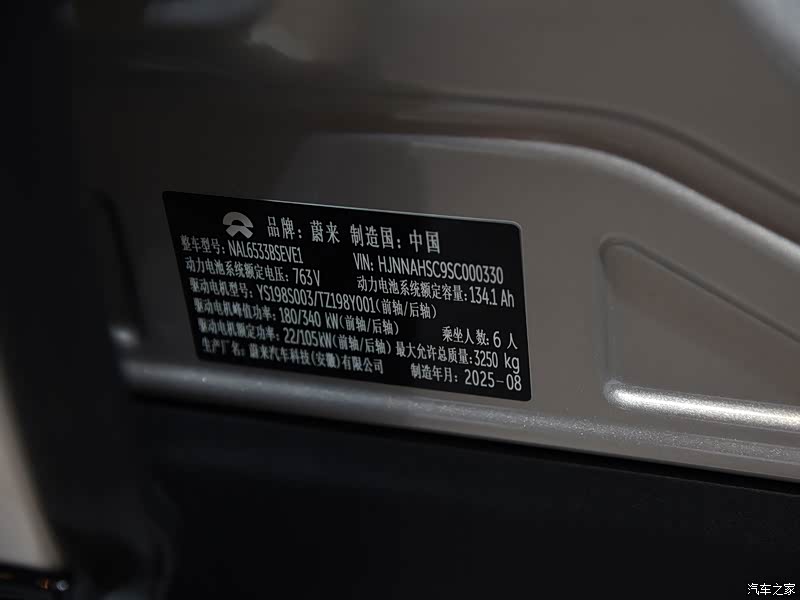 品牌：蔚来 制造国：中国
整车型号：NAL6533BSEVE1 VIN：HJNNAHSC9SC000330
动力电池系统额定电压：763V 动力电池系统额定容量：134.1 Ah
驱动电机型号：YS198S003/TZ198Y001(前轴/后轴)
驱动电机峰值功率：180/340 kW(前轴/后轴) 乘坐人数：6 人
驱动电机额定功率：22/105kW(前轴/后轴) 最大允许总质量：3250 kg
生产厂名：蔚来汽车科技(安徽)有限公司 制造年月：2025-08
汽车之家